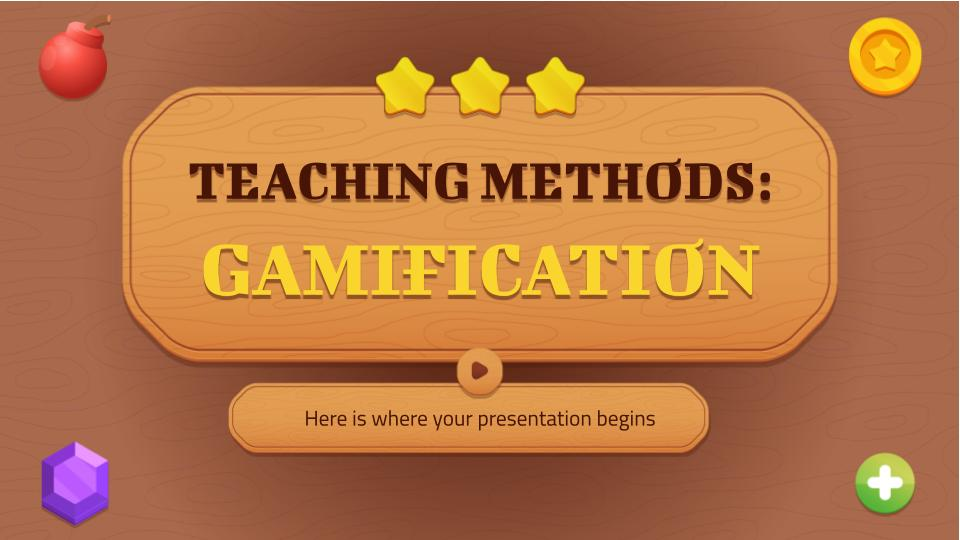 TEACHING METHODS:
GAMIFICATION
Here is where your presentation begins